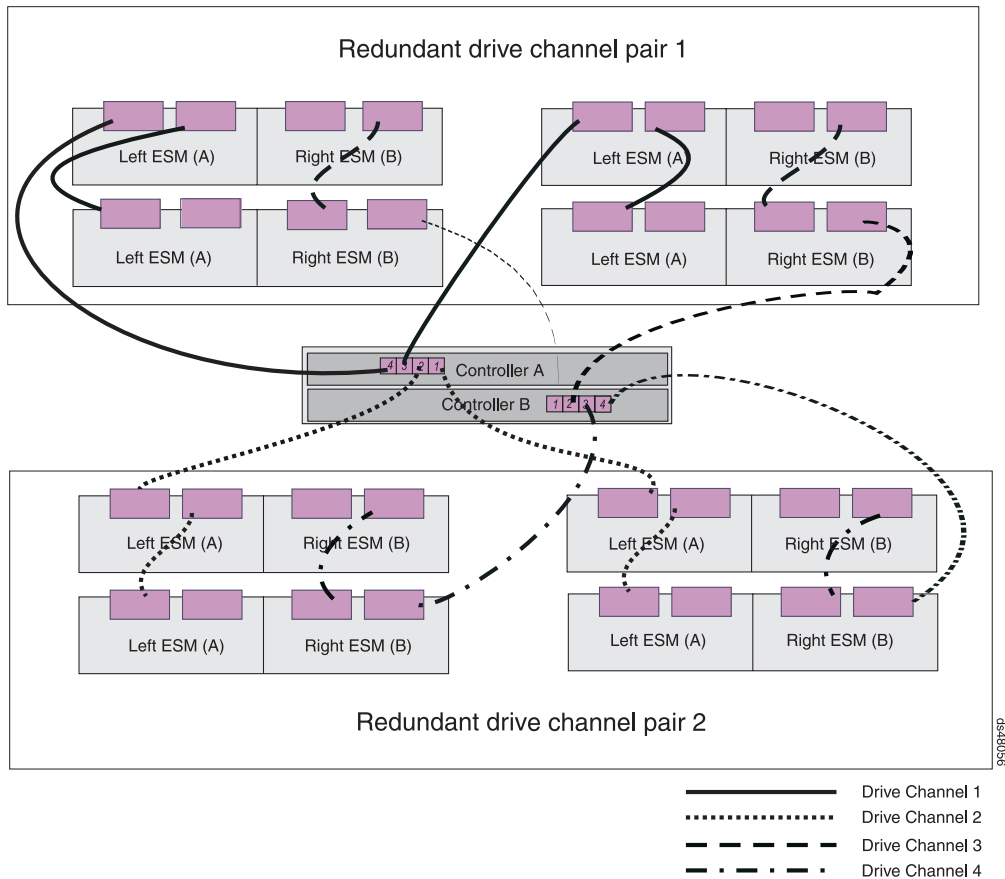 Redundant drive channel pair 1
Left ESM (A)
Right ESM (B)
Left ESM (A)
Right ESM (B)
Left ESM (A)
Right ESM (B)
Left ESM (A)
Right ESM (B)
4 3 2 1
Controller A
Controller B
1 2 3 4
Left ESM (A)
Right ESM (B)
Left ESM (A)
Right ESM (B)
Left ESM (A)
Right ESM (B)
Left ESM (A)
Right ESM (B)
Redundant drive channel pair 2
ds48056
Drive Channel 1
Drive Channel 2
Drive Channel 3
Drive Channel 4